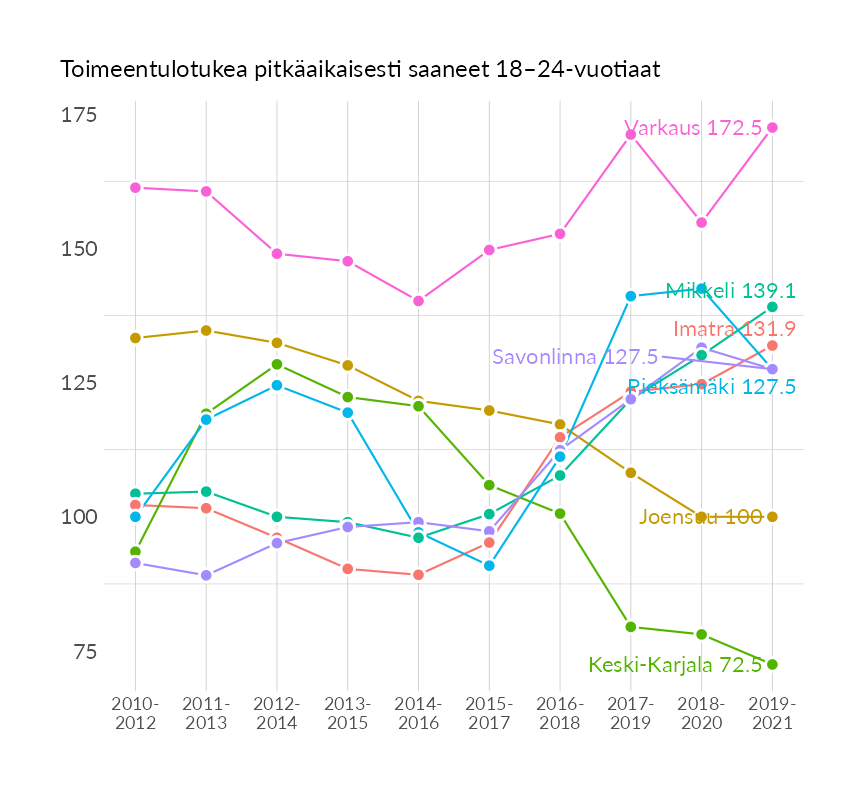 Toimeentulotukea pitkäaikaisesti saaneet 18–24-vuotiaat
175
Varkaus 172.5
150
Mikkeli 139.1
Imatra 131.9
Savonlinna 127.5
125
Pieksämäki 127.5
100
Joensuu 100
75
Keski-Karjala 72.5
2010- 2011- 2012- 2013- 2014- 2015- 2016- 2017- 2018- 2019-
2012 2013 2014 2015 2016 2017 2018 2019 2020 2021